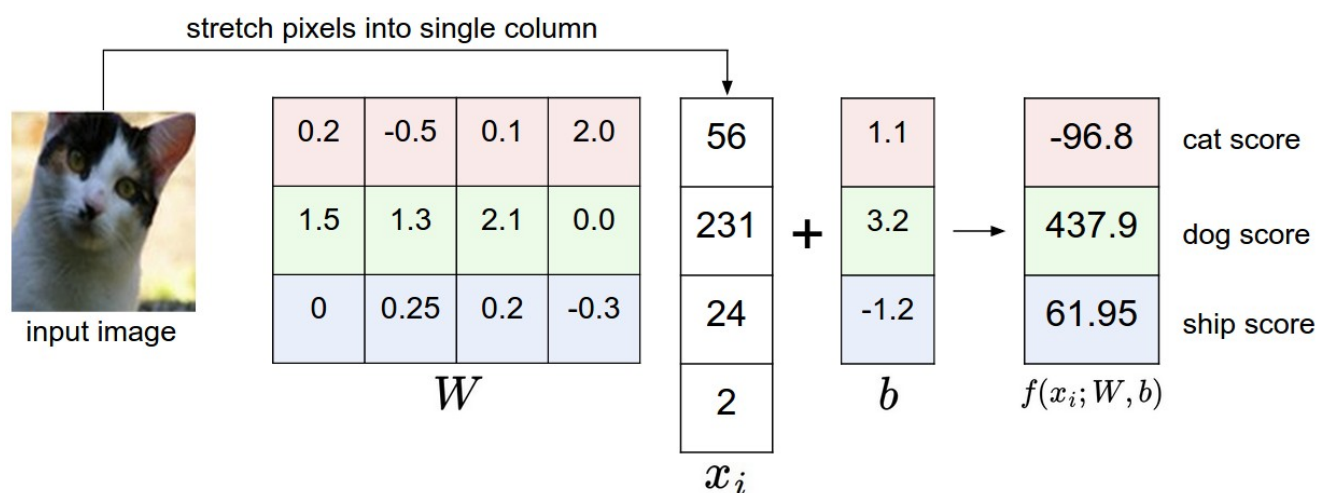 stretch pixels into single column
0.2 -0.5 0.1 2.0
1.5 1.3 2.1 0.0
0 0.25 0.2 -0.3
W
56
231
24
2
x_i
+
1.1
3.2
-1.2
b
-96.8 cat score
437.9 dog score
61.95 ship score
f(x_i; W, b)
input image